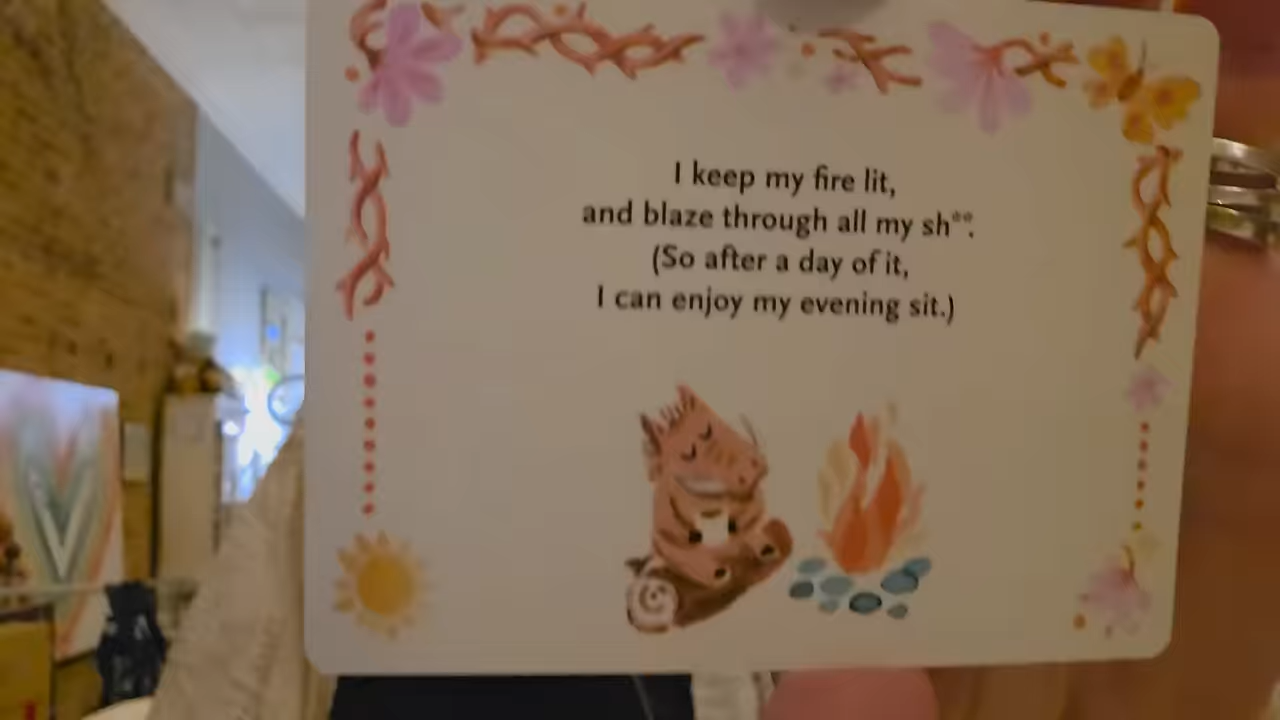 I keep my fire lit,
and blaze through all my sh**.
(So after a day of it,
I can enjoy my evening sit.)